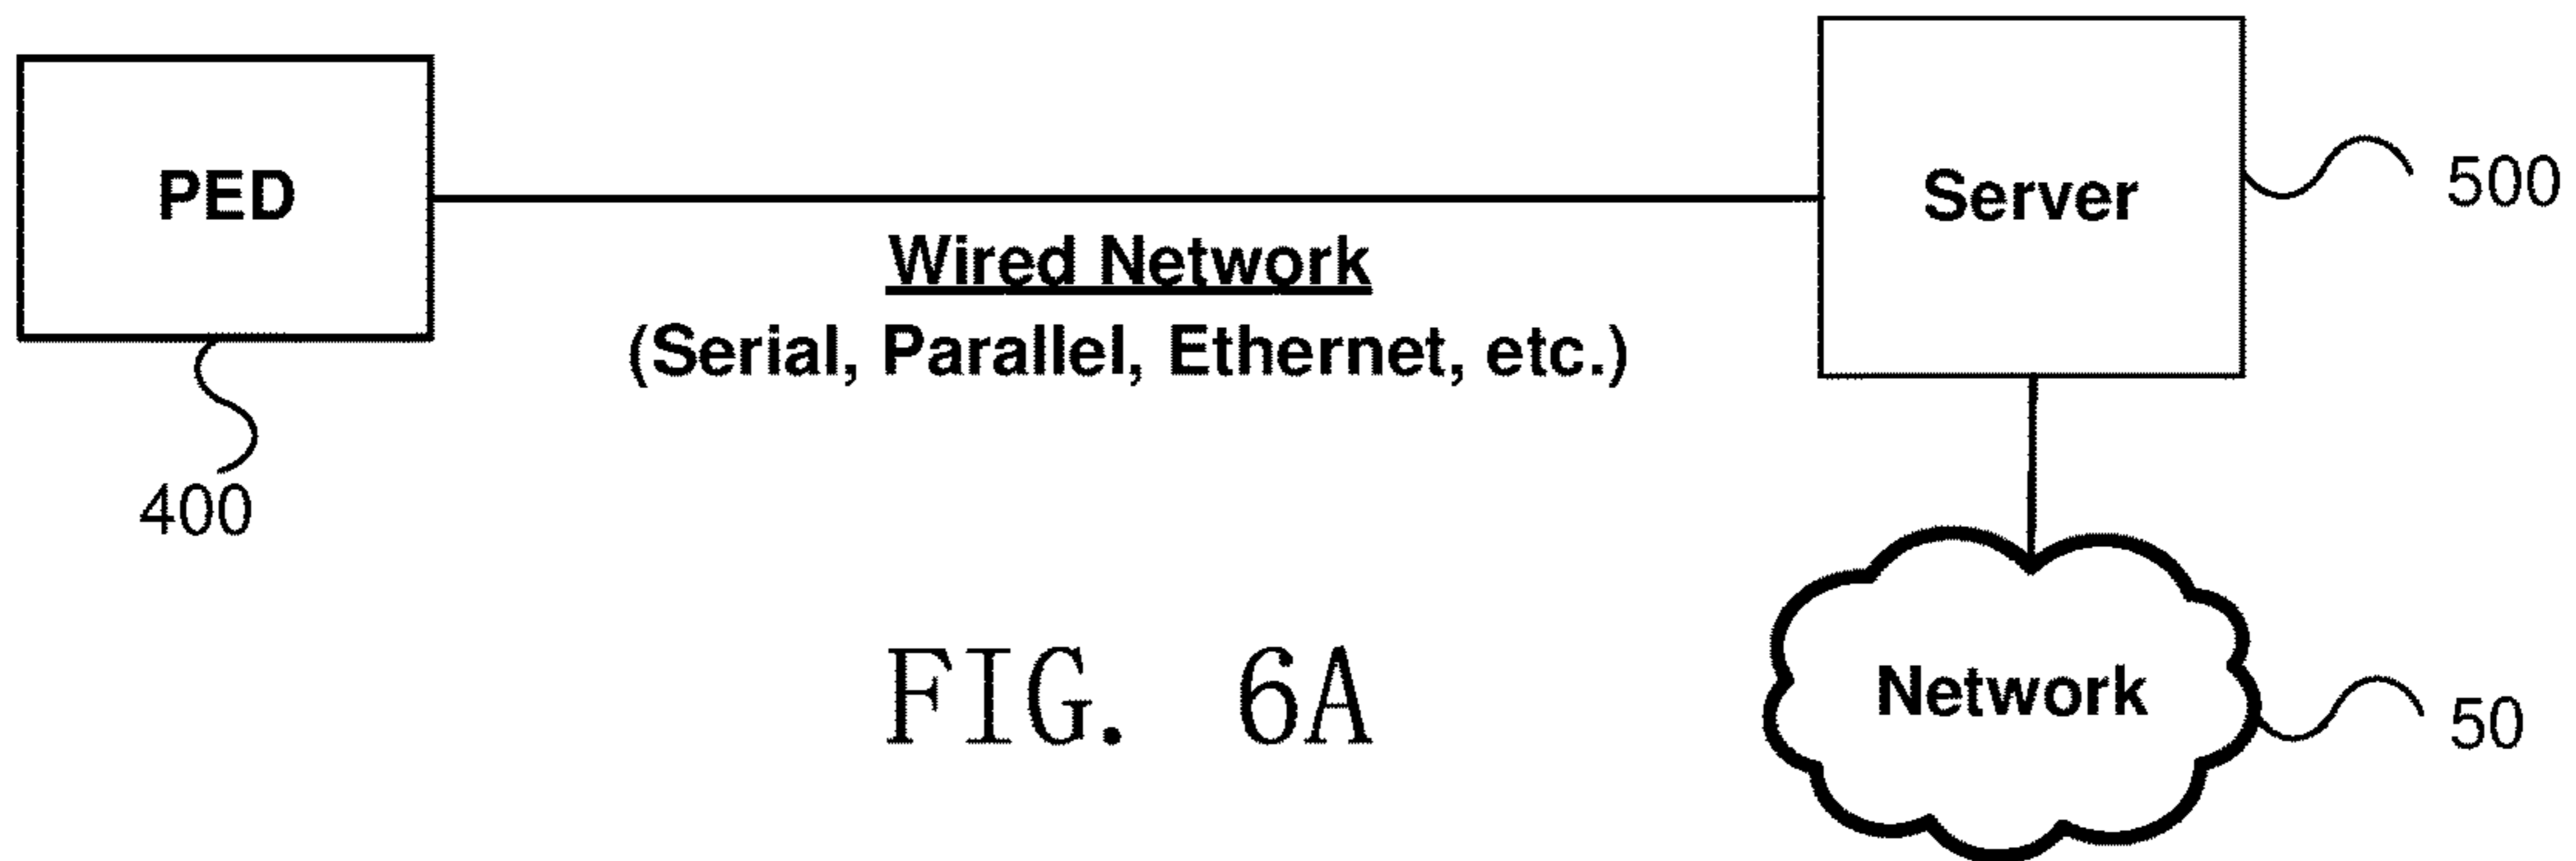 PED
Server
500
Wired Network
(Serial, Parallel, Ethernet, etc.)
400
Network
50
FIG. 6A